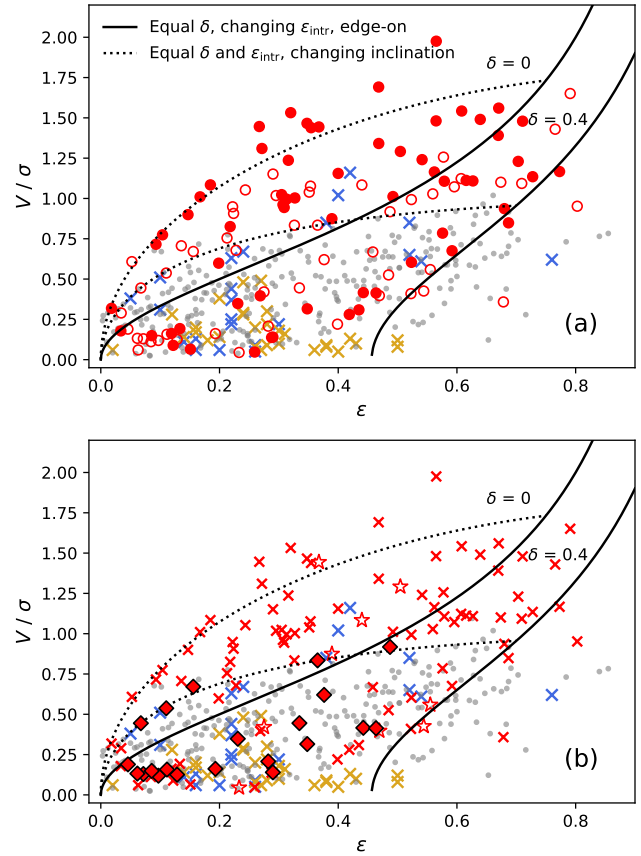 2.00
1.75
1.50
1.25
1.00
0.75
0.50
0.25
0.00
V / σ
Equal δ, changing εintr, edge-on
Equal δ and εintr, changing inclination
δ = 0
δ = 0.4
(a)
0.0 0.2 0.4 0.6 0.8
ε
2.00
1.75
1.50
1.25
1.00
0.75
0.50
0.25
0.00
V / σ
δ = 0
δ = 0.4
(b)
0.0 0.2 0.4 0.6 0.8
ε